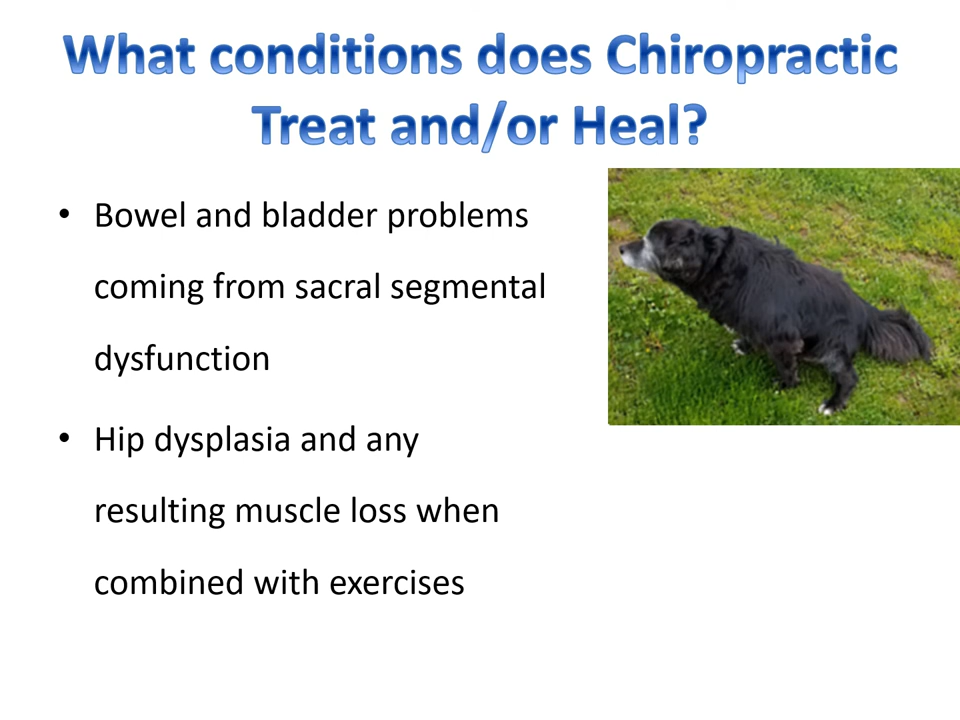 What conditions does Chiropractic
Treat and/or Heal?
• Bowel and bladder problems
coming from sacral segmental
dysfunction
• Hip dysplasia and any
resulting muscle loss when
combined with exercises